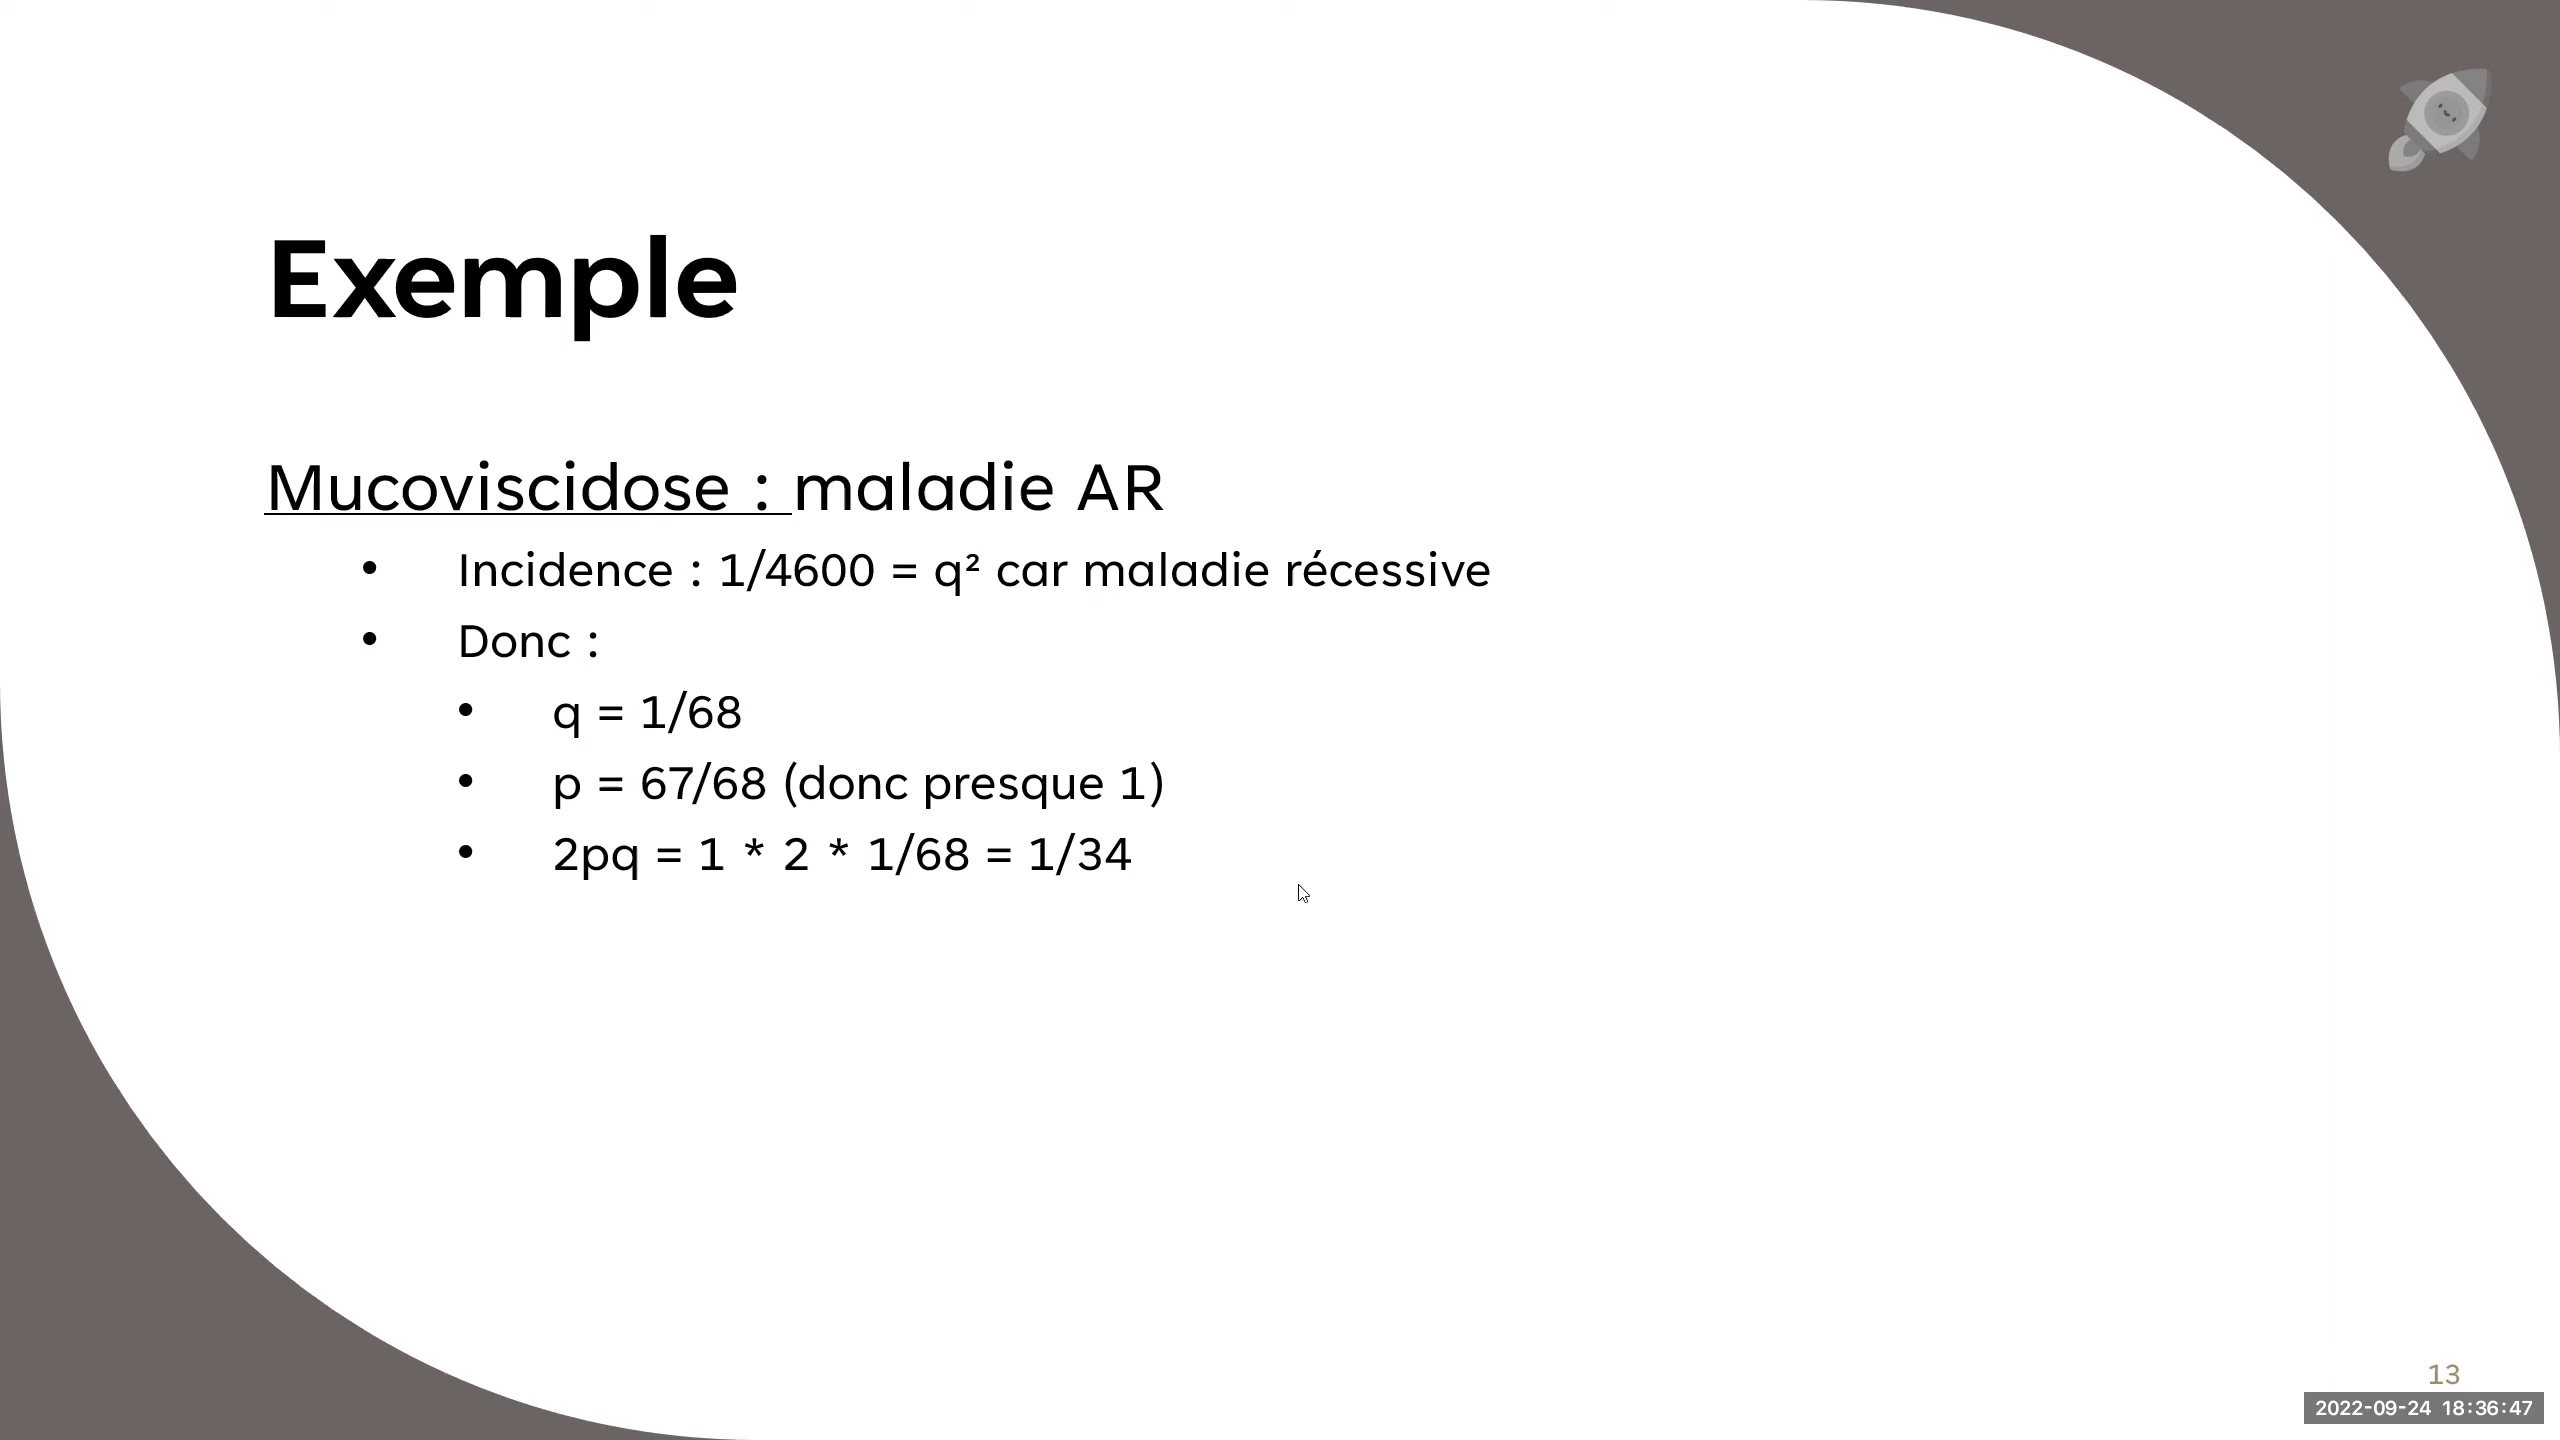 Exemple
Mucoviscidose : maladie AR
• Incidence : 1/4600 = q² car maladie récessive
• Donc :
• q = 1/68
• p = 67/68 (donc presque 1)
• 2pq = 1 * 2 * 1/68 = 1/34
13
2022-09-24 18:36:47